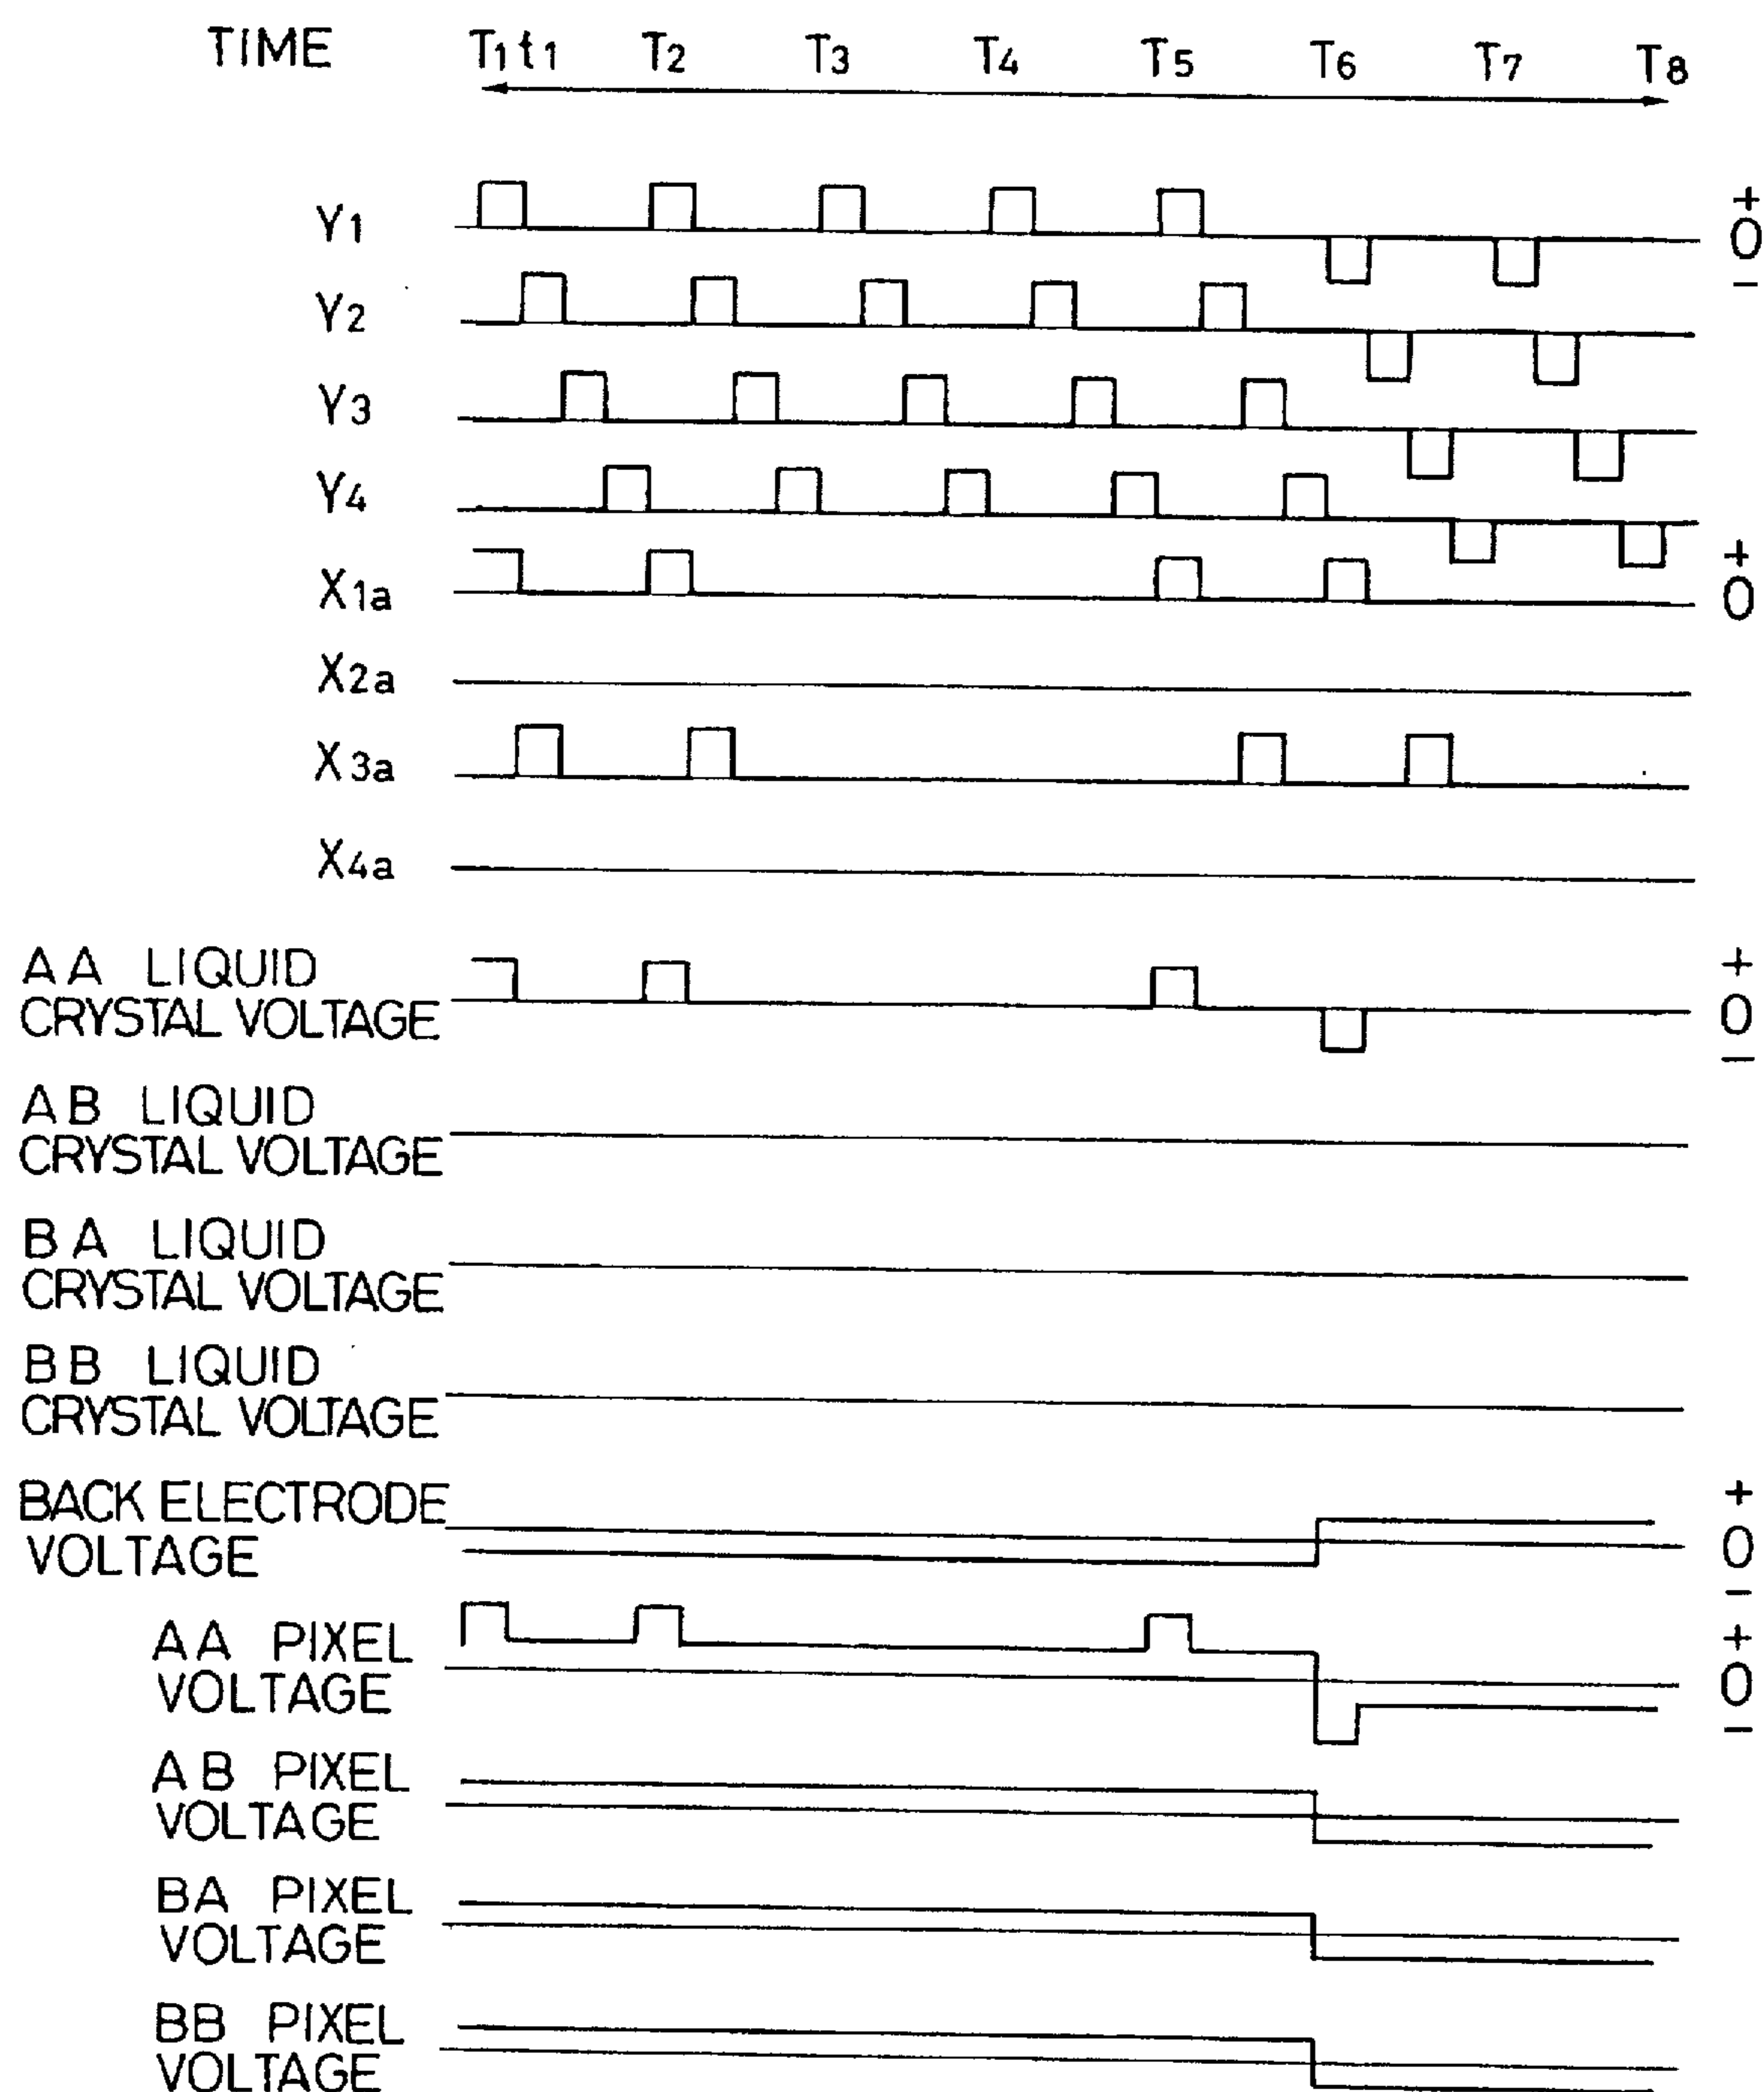 TIME T1 t1 T2 T3 T4 T5 T6 T7 T8
Y1
+
0
−
Y2
Y3
Y4
X1a
+
0
X2a
X3a
X4a
AA LIQUID
CRYSTAL VOLTAGE
+
0
−
AB LIQUID
CRYSTAL VOLTAGE
BA LIQUID
CRYSTAL VOLTAGE
BB LIQUID
CRYSTAL VOLTAGE
BACK ELECTRODE
VOLTAGE
+
0
−
AA PIXEL
VOLTAGE
+
0
−
AB PIXEL
VOLTAGE
BA PIXEL
VOLTAGE
BB PIXEL
VOLTAGE